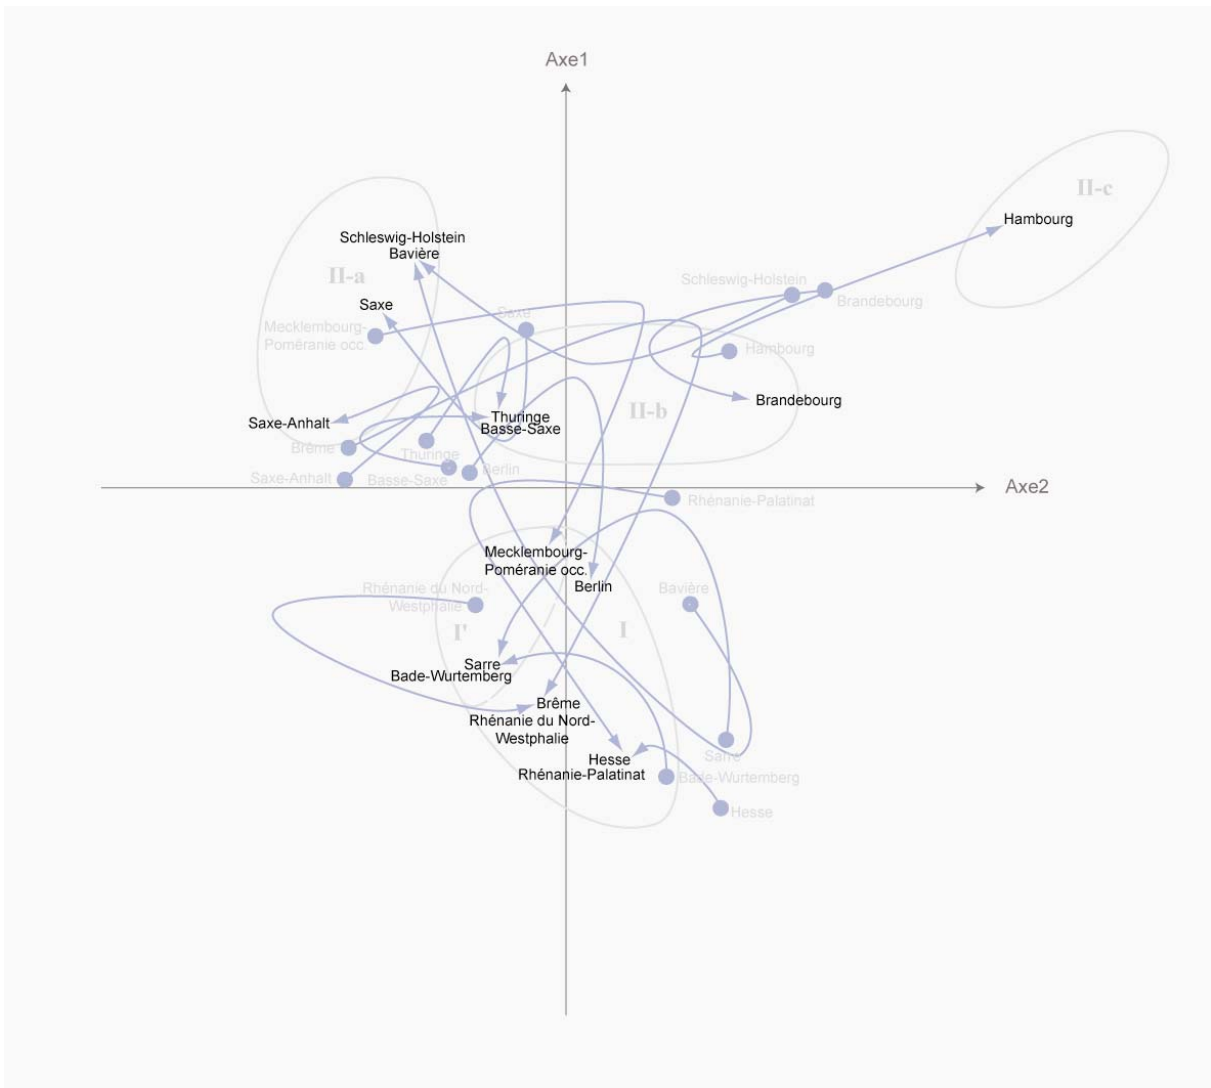 Axe1
II-c
Hambourg
Schleswig-Holstein
Bavière
II-a
Schleswig-Holstein
Brandebourg
Saxe
Saxe
Mecklembourg-
Poméranie occ.
Hambourg
Brandebourg
II-b
Saxe-Anhalt
Thuringe
Basse-Saxe
Brême
Thuringe
Saxe-Anhalt
Basse-Saxe
Berlin
Axe2
Rhénanie-Palatinat
Mecklembourg-
Poméranie occ.
Berlin
Rhénanie du Nord-
Westphalie
Bavière
I'
I
Sarre
Bade-Wurtemberg
Brême
Rhénanie du Nord-
Westphalie
Sarre
Hesse
Rhénanie-Palatinat
Bade-Wurtemberg
Hesse